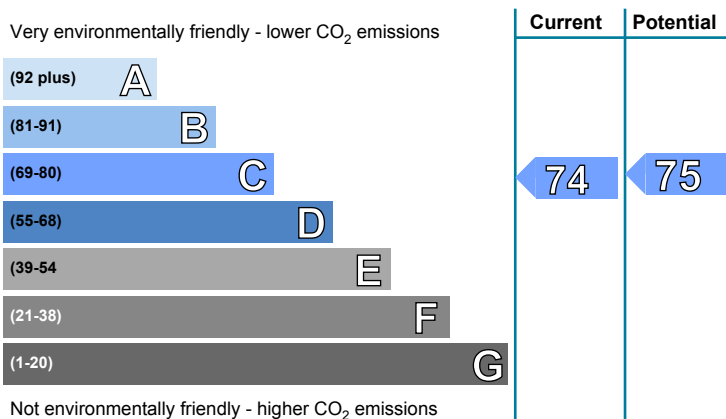 Current Potential
Very environmentally friendly - lower CO2 emissions
(92 plus) A
(81-91) B
(69-80) C 74 75
(55-68) D
(39-54 E
(21-38) F
(1-20) G
Not environmentally friendly - higher CO2 emissions